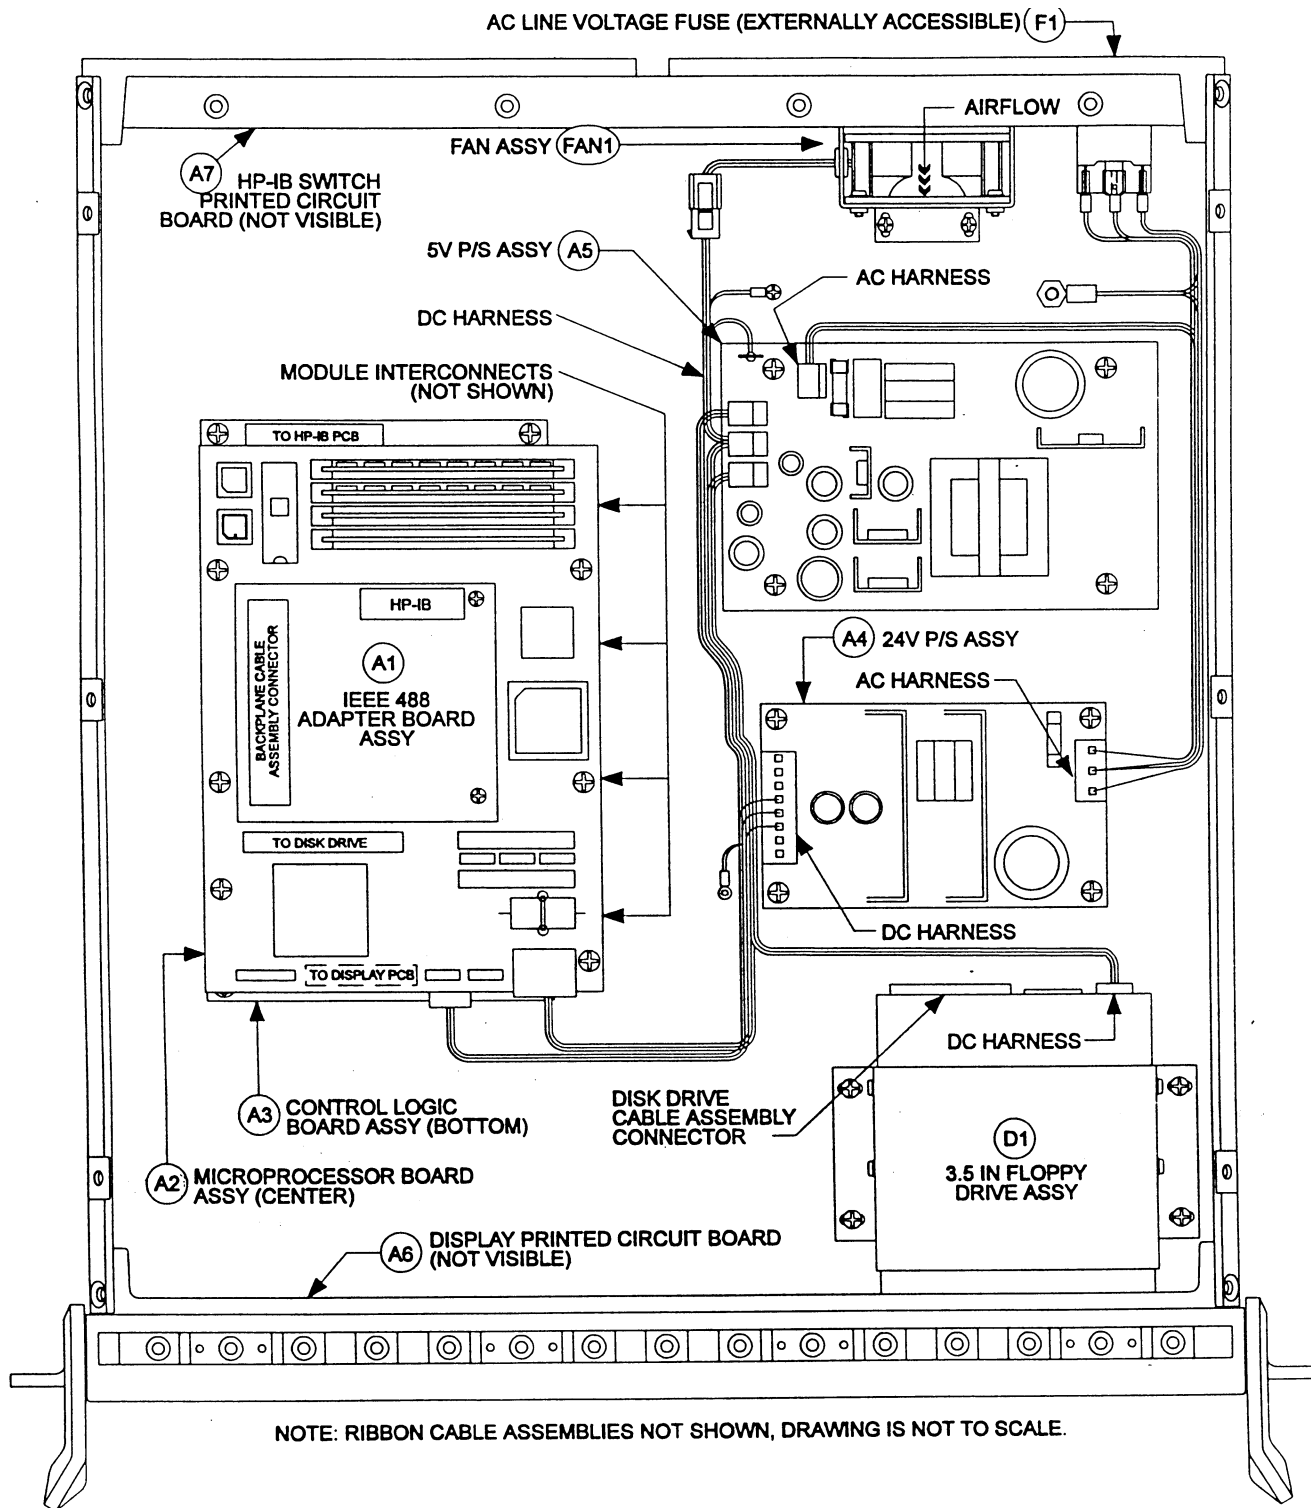 AC LINE VOLTAGE FUSE (EXTERNALLY ACCESSIBLE) F1
AIRFLOW
FAN ASSY FAN1
A7
HP-IB SWITCH
PRINTED CIRCUIT
BOARD (NOT VISIBLE)
5V P/S ASSY A5
AC HARNESS
DC HARNESS
MODULE INTERCONNECTS
(NOT SHOWN)
TO HP-IB PCB
HP-IB
BACKPLANE CABLE
ASSEMBLY CONNECTOR
A1
IEEE 488
ADAPTER BOARD
ASSY
A4 24V P/S ASSY
AC HARNESS
TO DISK DRIVE
DC HARNESS
TO DISPLAY PCB
DC HARNESS
A3 CONTROL LOGIC
BOARD ASSY (BOTTOM)
DISK DRIVE
CABLE ASSEMBLY
CONNECTOR
D1
3.5 IN FLOPPY
DRIVE ASSY
A2 MICROPROCESSOR BOARD
ASSY (CENTER)
A6 DISPLAY PRINTED CIRCUIT BOARD
(NOT VISIBLE)
NOTE: RIBBON CABLE ASSEMBLIES NOT SHOWN, DRAWING IS NOT TO SCALE.